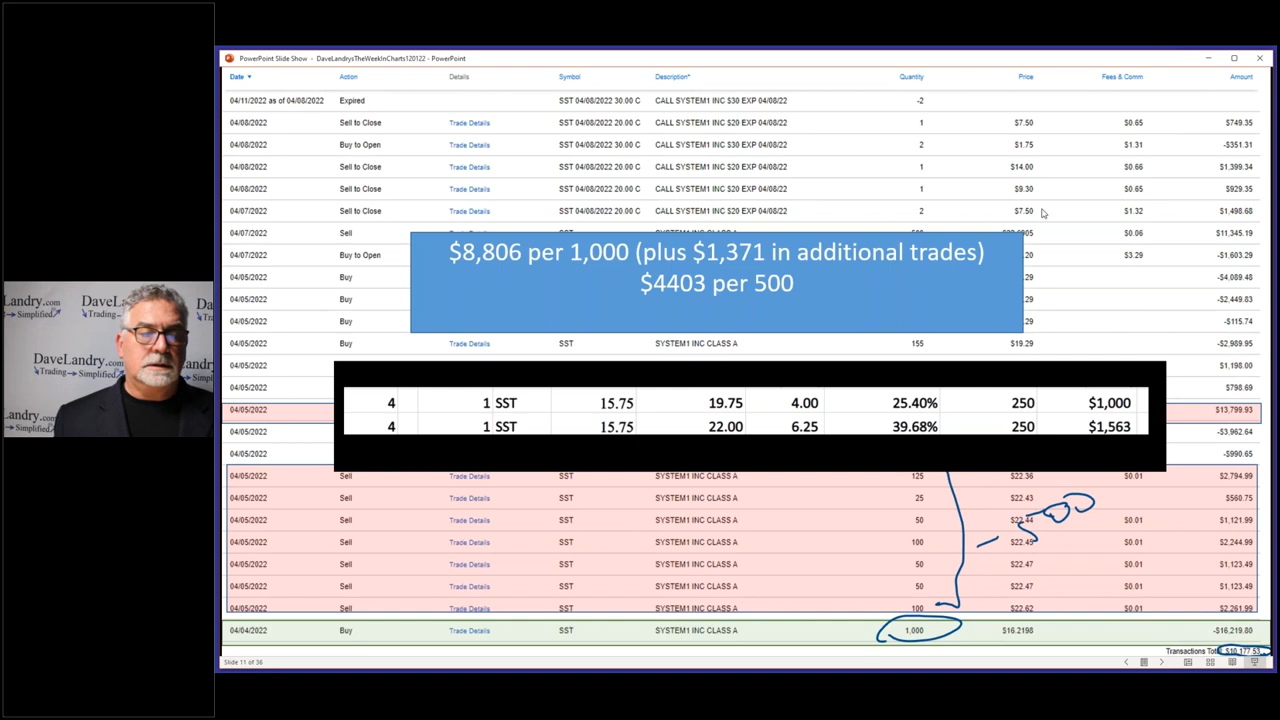 PowerPoint Slide Show - DaveLandrysTheWeekInCharts120122 - PowerPoint
Date Action Details Symbol Description* Quantity Price Fees & Comm Amount
04/11/2022 as of 04/08/2022 Expired SST 04/08/2022 30.00 C CALL SYSTEM1 INC $30 EXP 04/08/22 -2
04/08/2022 Sell to Close Trade Details SST 04/08/2022 20.00 C CALL SYSTEM1 INC $20 EXP 04/08/22 1 $7.50 $0.65 $749.35
04/08/2022 Buy to Open Trade Details SST 04/08/2022 30.00 C CALL SYSTEM1 INC $30 EXP 04/08/22 2 $1.75 $1.31 -$351.31
04/08/2022 Sell to Close Trade Details SST 04/08/2022 20.00 C CALL SYSTEM1 INC $20 EXP 04/08/22 1 $14.00 $0.66 $1,399.34
04/08/2022 Sell to Close Trade Details SST 04/08/2022 20.00 C CALL SYSTEM1 INC $20 EXP 04/08/22 1 $9.30 $0.65 $929.35
04/07/2022 Sell to Close Trade Details SST 04/08/2022 20.00 C CALL SYSTEM1 INC $20 EXP 04/08/22 2 $7.50 $1.32 $1,498.68
04/07/2022 Sell $0.06 $11,345.19
$8,806 per 1,000 (plus $1,371 in additional trades)
04/07/2022 Buy to Open .20 $3.29 -$1,603.29
04/05/2022 Buy .29 -$4,089.48
$4403 per 500
04/05/2022 Buy .29 -$2,449.83
04/05/2022 Buy .29 -$115.74
04/05/2022 Buy Trade Details SST SYSTEM1 INC CLASS A 155 $19.29 -$2,989.95
04/05/2022 $1,198.00
04/05/2022 $798.69
4 1 SST 15.75 19.75 4.00 25.40% 250 $1,000
04/05/2022 $13,799.93
4 1 SST 15.75 22.00 6.25 39.68% 250 $1,563
04/05/2022 -$3,962.64
04/05/2022 -$990.65
04/05/2022 Sell Trade Details SST SYSTEM1 INC CLASS A 125 $22.36 $0.01 $2,794.99
04/05/2022 Sell Trade Details SST SYSTEM1 INC CLASS A 25 $22.43 $560.75
04/05/2022 Sell Trade Details SST SYSTEM1 INC CLASS A 50 $22.44 $0.01 $1,121.99
- 500
04/05/2022 Sell Trade Details SST SYSTEM1 INC CLASS A 100 $22.45 $0.01 $2,244.99
04/05/2022 Sell Trade Details SST SYSTEM1 INC CLASS A 50 $22.47 $0.01 $1,123.49
04/05/2022 Sell Trade Details SST SYSTEM1 INC CLASS A 50 $22.47 $0.01 $1,123.49
04/05/2022 Sell Trade Details SST SYSTEM1 INC CLASS A 100 $22.62 $0.01 $2,261.99
04/04/2022 Buy Trade Details SST SYSTEM1 INC CLASS A 1,000 $16.2198 -$16,219.80
Transactions Total $10,177.53
Slide 11 of 36
Landry.com
Trading Simplified
DaveLandry.com
Trading Simplified